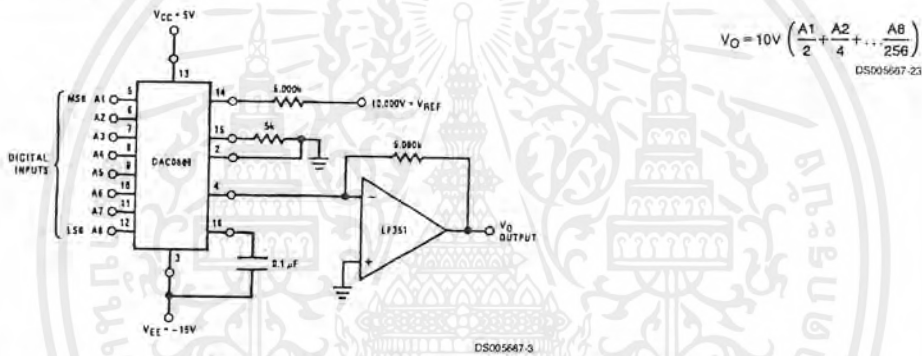 VCC = 5V
VO = 10V (A1/2 + A2/4 + ... A8/256)
DS005667-23
13
MSB A1 5
A2 6
A3 7
A4 8
A5 9
A6 10
A7 11
LSB A8 12
DIGITAL
INPUTS
14
5.000k
10.000V = VREF
15
5k
2
DAC0808
4
5.000k
LF351
VO
OUTPUT
16
0.1 μF
3
VEE = -15V
DS005667-3